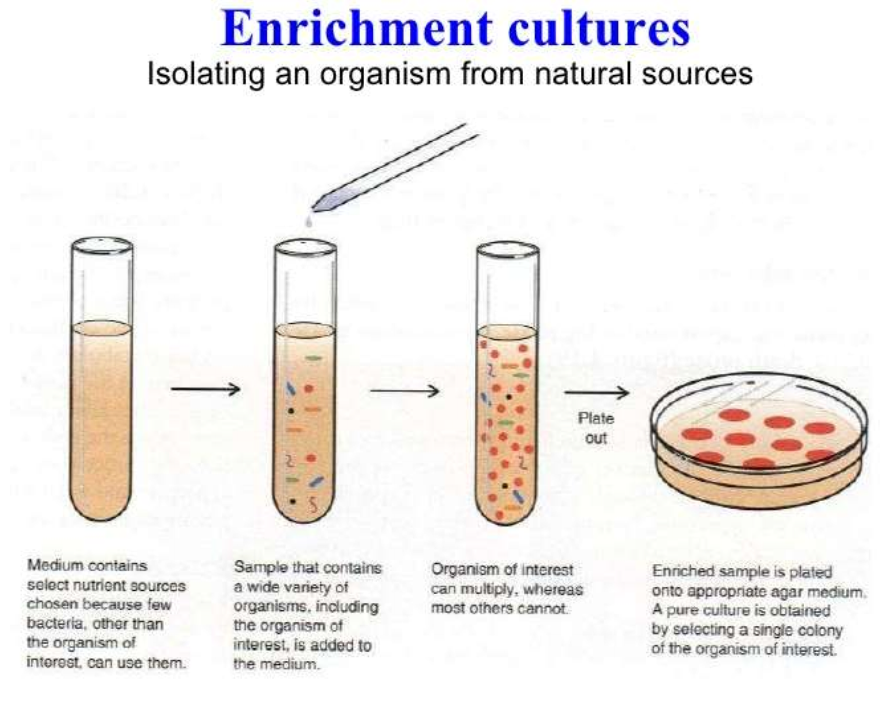 Enrichment cultures
Isolating an organism from natural sources
Plate
out
Medium contains
select nutrient sources
chosen because few
bacteria, other than
the organism of
interest, can use them.
Sample that contains
a wide variety of
organisms, including
the organism of
interest, is added to
the medium.
Organism of interest
can multiply, whereas
most others cannot.
Enriched sample is plated
onto appropriate agar medium.
A pure culture is obtained
by selecting a single colony
of the organism of interest.